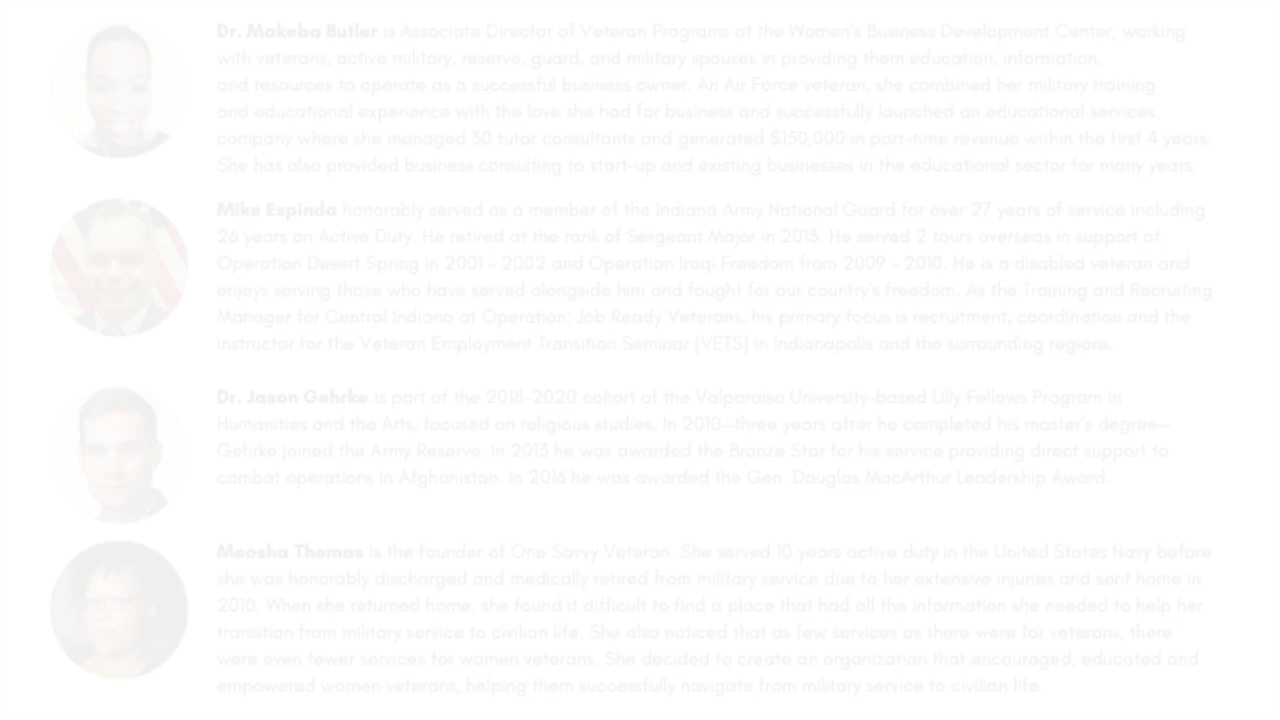 Dr. Makeba Butler is Associate Director of Veteran Programs at the Women's Business Development Center, working
with veterans, active military, reserve, guard, and military spouses in providing them education, information,
and resources to operate as a successful business owner. An Air Force veteran, she combined her military training
and educational experience with the love she had for business and successfully launched an educational services
company where she managed 30 tutor consultants and generated $150,000 in part-time revenue within the first 4 years.
She has also provided business consulting to start-up and existing businesses in the educational sector for many years.
Mike Espinda honorably served as a member of the Indiana Army National Guard for over 27 years of service including
26 years on Active Duty. He retired at the rank of Sergeant Major in 2013. He served 2 tours overseas in support of
Operation Desert Spring in 2001 – 2002 and Operation Iraqi Freedom from 2009 – 2010. He is a disabled veteran and
enjoys serving those who have served alongside him and fought for our country's freedom. As the Training and Recruiting
Manager for Central Indiana at Operation: Job Ready Veterans, his primary focus is recruitment, coordination and the
instructor for the Veteran Employment Transition Seminar (VETS) in Indianapolis and the surrounding regions.
Dr. Jason Gehrke is part of the 2018-2020 cohort of the Valparaiso University-based Lilly Fellows Program in
Humanities and the Arts, focused on religious studies. In 2010—three years after he completed his master's degree—
Gehrke joined the Army Reserve. In 2013 he was awarded the Bronze Star for his service providing direct support to
combat operations in Afghanistan. In 2016 he was awarded the Gen. Douglas MacArthur Leadership Award.
Meosha Thomas is the founder of One Savvy Veteran. She served 10 years active duty in the United States Navy before
she was honorably discharged and medically retired from military service due to her extensive injuries and sent home in
2010. When she returned home, she found it difficult to find a place that had all the information she needed to help her
transition from military service to civilian life. She also noticed that as few services as there were for veterans, there
were even fewer services for women veterans. She decided to create an organization that encouraged, educated and
empowered women veterans, helping them successfully navigate from military service to civilian life.